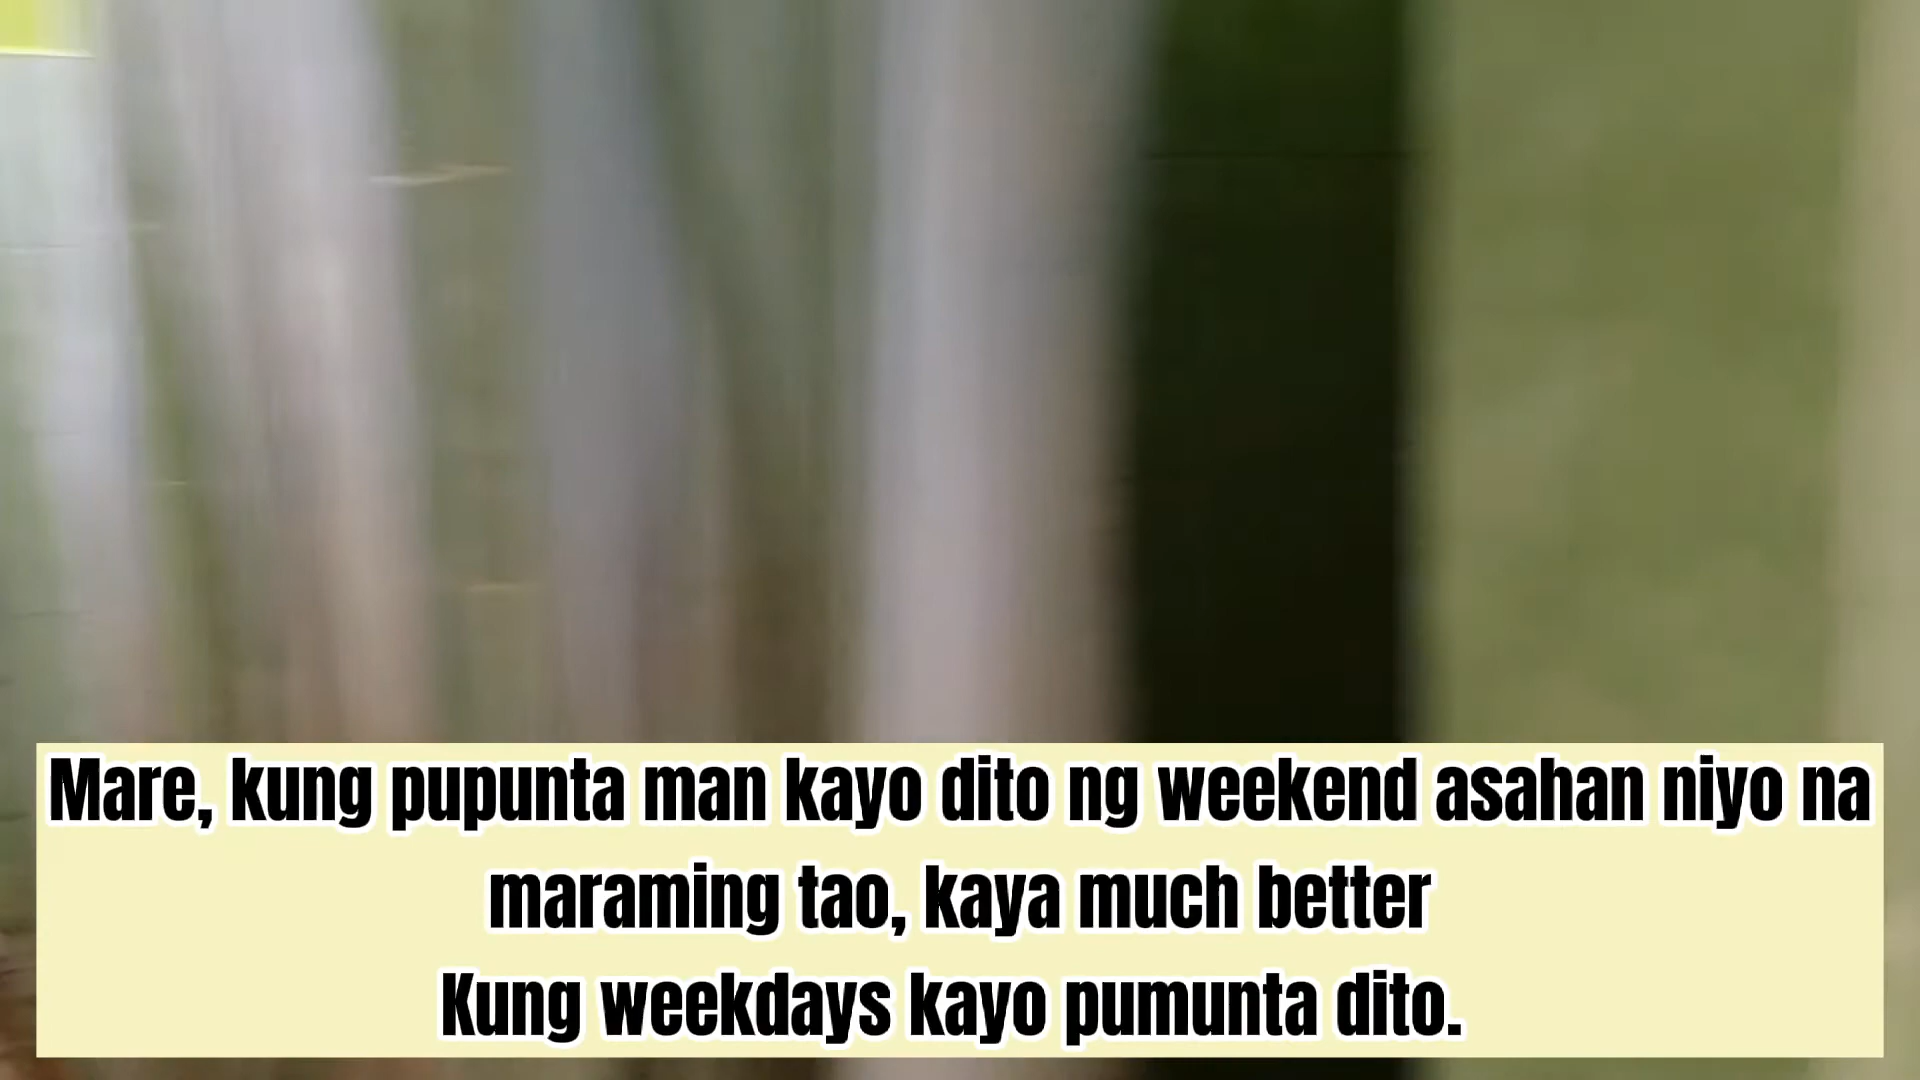 Mare, kung pupunta man kayo dito ng weekend asahan niyo na
maraming tao, kaya much better
Kung weekdays kayo pumunta dito.